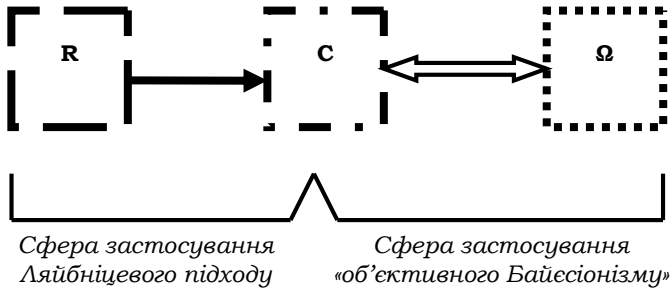 R C Ω
Сфера застосування Сфера застосування
Ляйбніцевого підходу «об’єктивного Байєсіонізму»